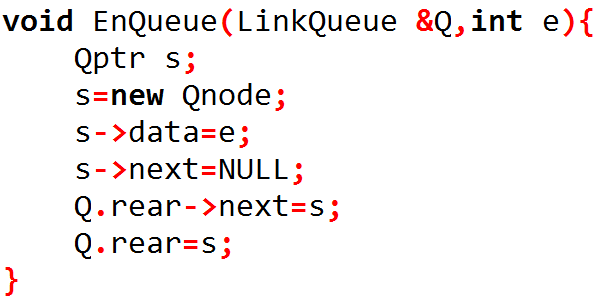 void EnQueue(LinkQueue &Q,int e){
    Qptr s;
    s=new Qnode;
    s->data=e;
    s->next=NULL;
    Q.rear->next=s;
    Q.rear=s;
}